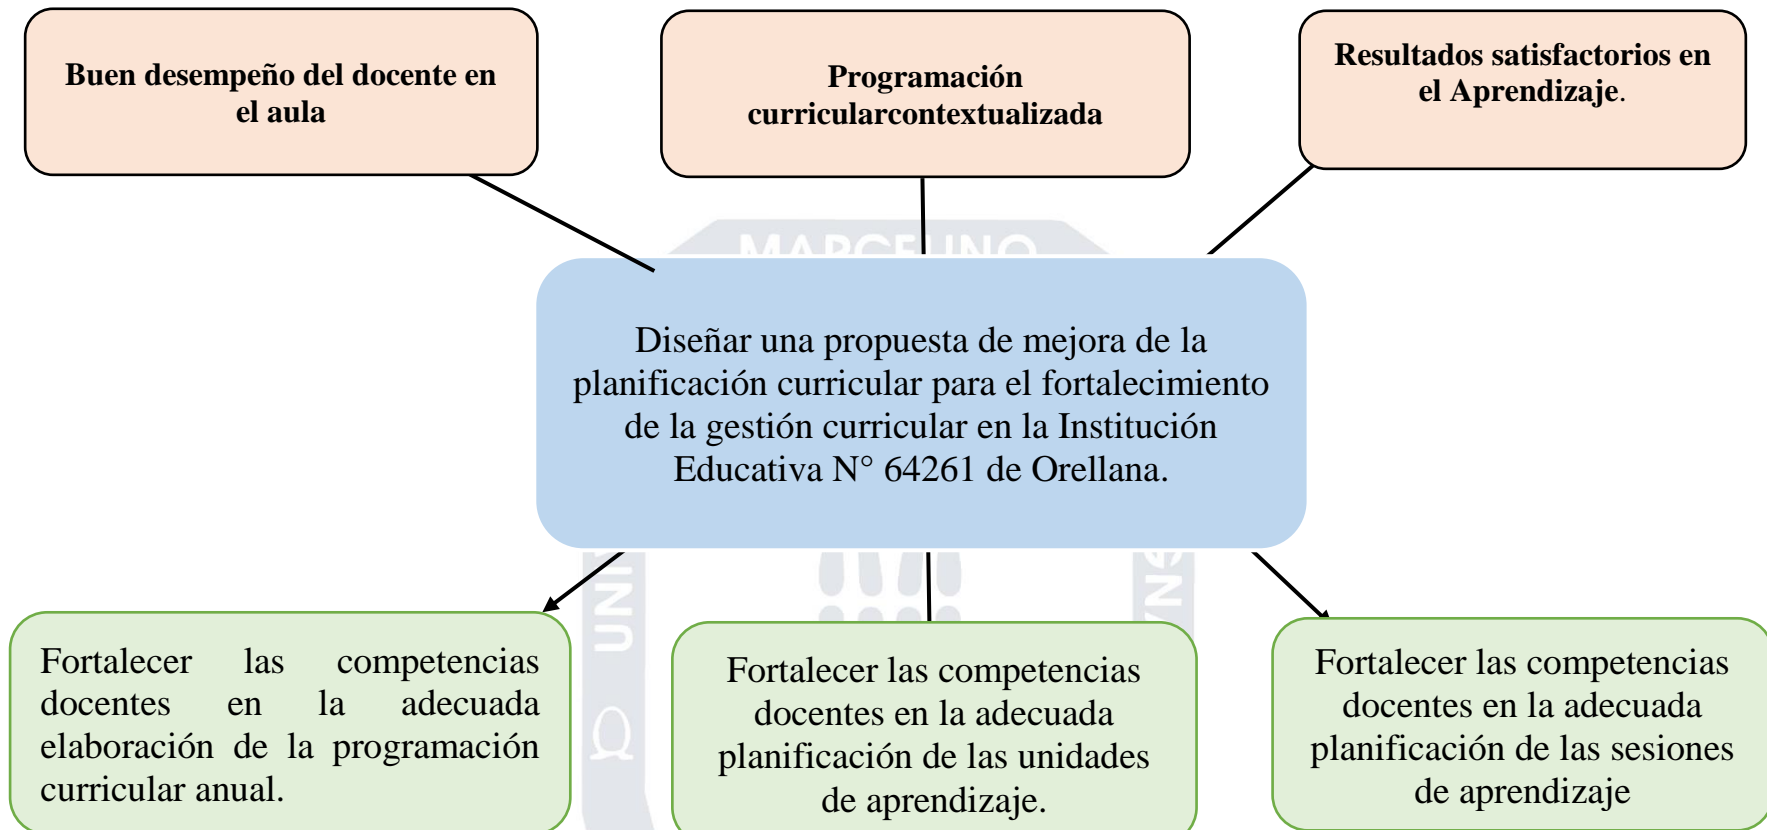 Buen desempeño del docente en
el aula
Programación
curricularcontextualizada
Resultados satisfactorios en
el Aprendizaje.
MARCELINO
Diseñar una propuesta de mejora de la
planificación curricular para el fortalecimiento
de la gestión curricular en la Institución
Educativa N° 64261 de Orellana.
UNI
Fortalecer las competencias
docentes en la adecuada
elaboración de la programación
curricular anual.
Fortalecer las competencias
docentes en la adecuada
planificación de las unidades
de aprendizaje.
Fortalecer las competencias
docentes en la adecuada
planificación de las sesiones
de aprendizaje